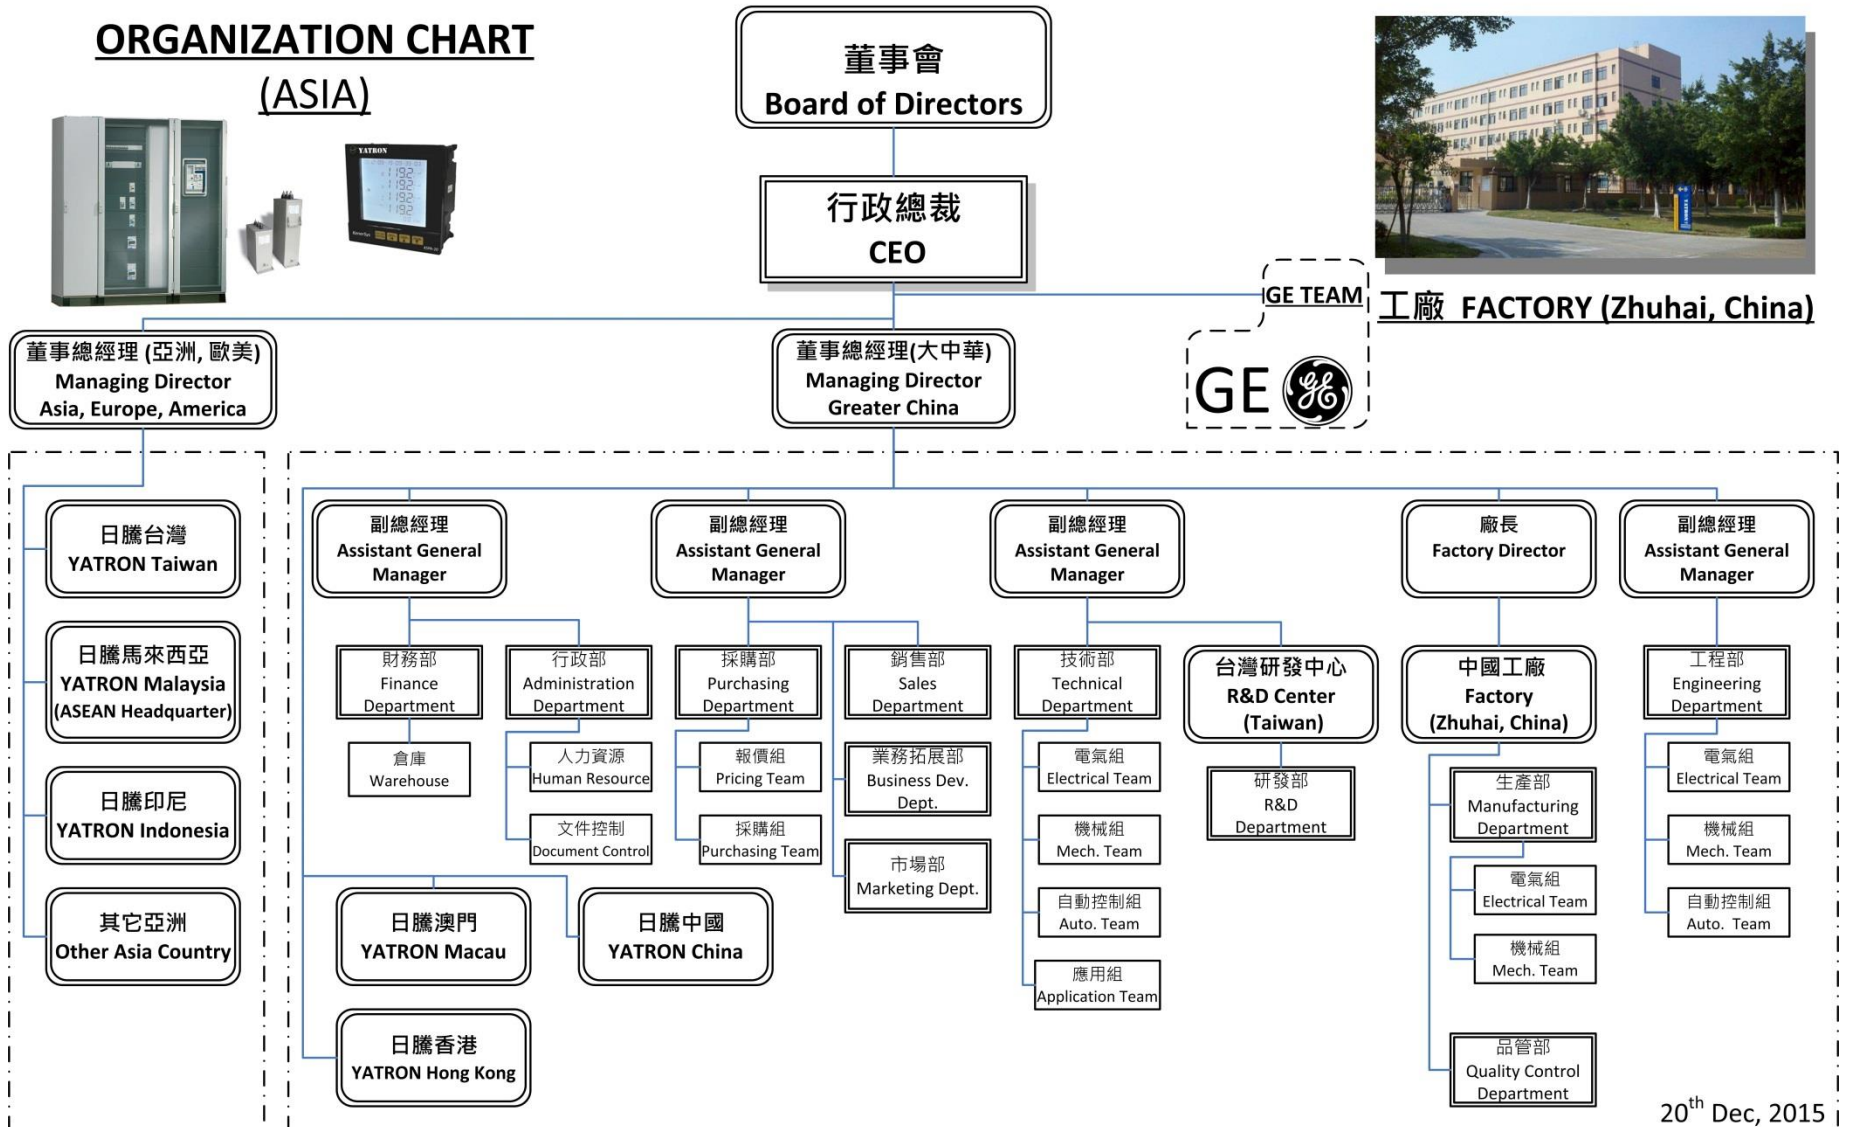 ORGANIZATION CHART
(ASIA)
董事會
Board of Directors
行政總裁
CEO
YATRON
GE TEAM
GE
工廠 FACTORY (Zhuhai, China)
董事總經理 (亞洲, 歐美)
Managing Director
Asia, Europe, America
董事總經理(大中華)
Managing Director
Greater China
日騰台灣
YATRON Taiwan
日騰馬來西亞
YATRON Malaysia
(ASEAN Headquarter)
日騰印尼
YATRON Indonesia
其它亞洲
Other Asia Country
副總經理
Assistant General
Manager
副總經理
Assistant General
Manager
副總經理
Assistant General
Manager
廠長
Factory Director
副總經理
Assistant General
Manager
財務部
Finance
Department
倉庫
Warehouse
行政部
Administration
Department
人力資源
Human Resource
文件控制
Document Control
採購部
Purchasing
Department
報價組
Pricing Team
採購組
Purchasing Team
銷售部
Sales
Department
業務拓展部
Business Dev.
Dept.
市場部
Marketing Dept.
技術部
Technical
Department
電氣組
Electrical Team
機械組
Mech. Team
自動控制組
Auto. Team
應用組
Application Team
台灣研發中心
R&D Center
(Taiwan)
研發部
R&D
Department
中國工廠
Factory
(Zhuhai, China)
生產部
Manufacturing
Department
電氣組
Electrical Team
機械組
Mech. Team
品管部
Quality Control
Department
工程部
Engineering
Department
電氣組
Electrical Team
機械組
Mech. Team
自動控制組
Auto. Team
日騰澳門
YATRON Macau
日騰中國
YATRON China
日騰香港
YATRON Hong Kong
20th Dec, 2015